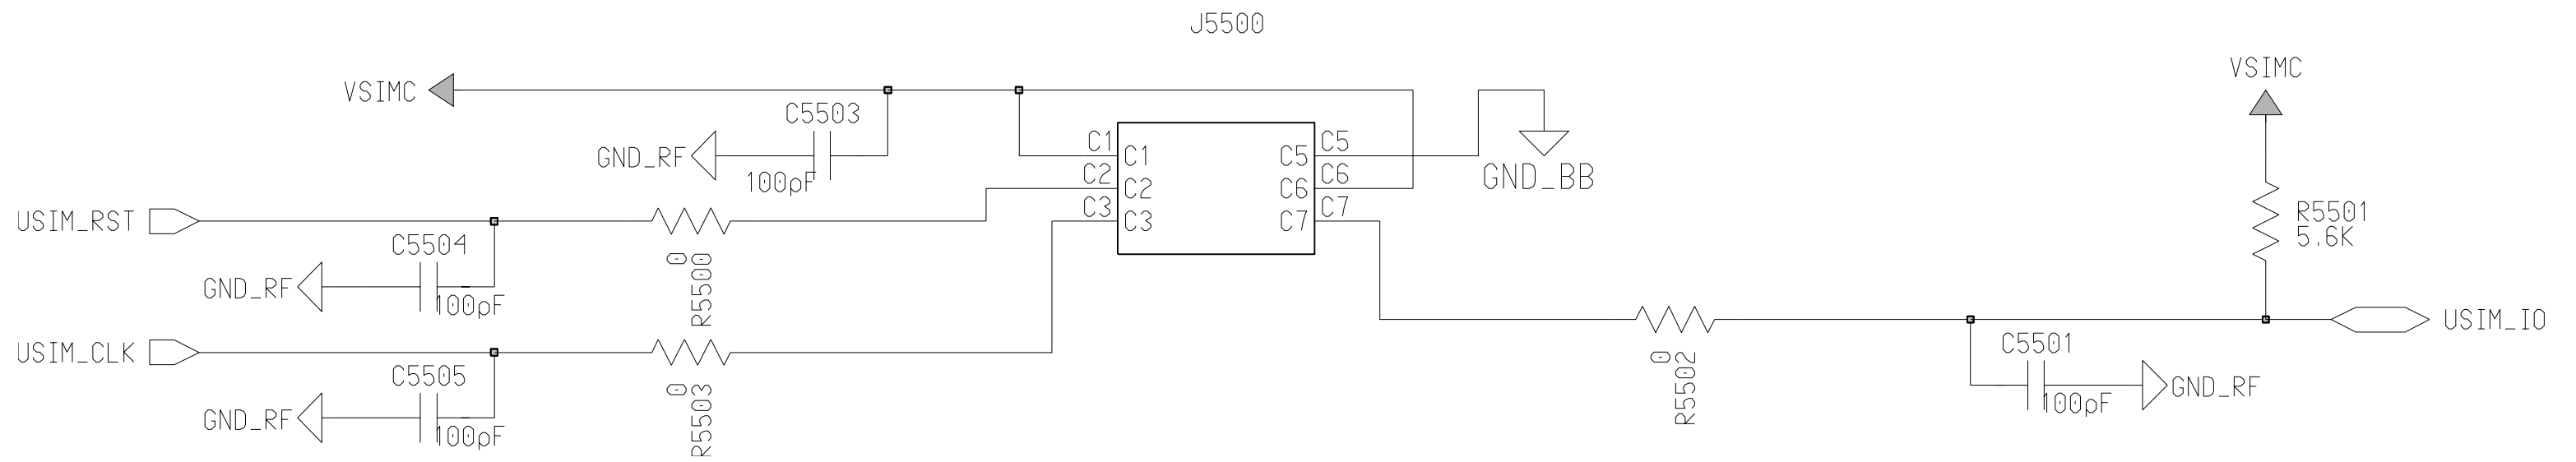 J5500
VSIMC
VSIMC
C5503
GND_RF
100pF
C1
C1
C2
C2
C3
C3
C5
C5
C6
C6
C7
C7
GND_BB
USIM_RST
C5504
GND_RF
100pF
0
R5500
R5501
5.6K
USIM_CLK
C5505
GND_RF
100pF
0
R5503
0
R5502
USIM_IO
C5501
100pF
GND_RF